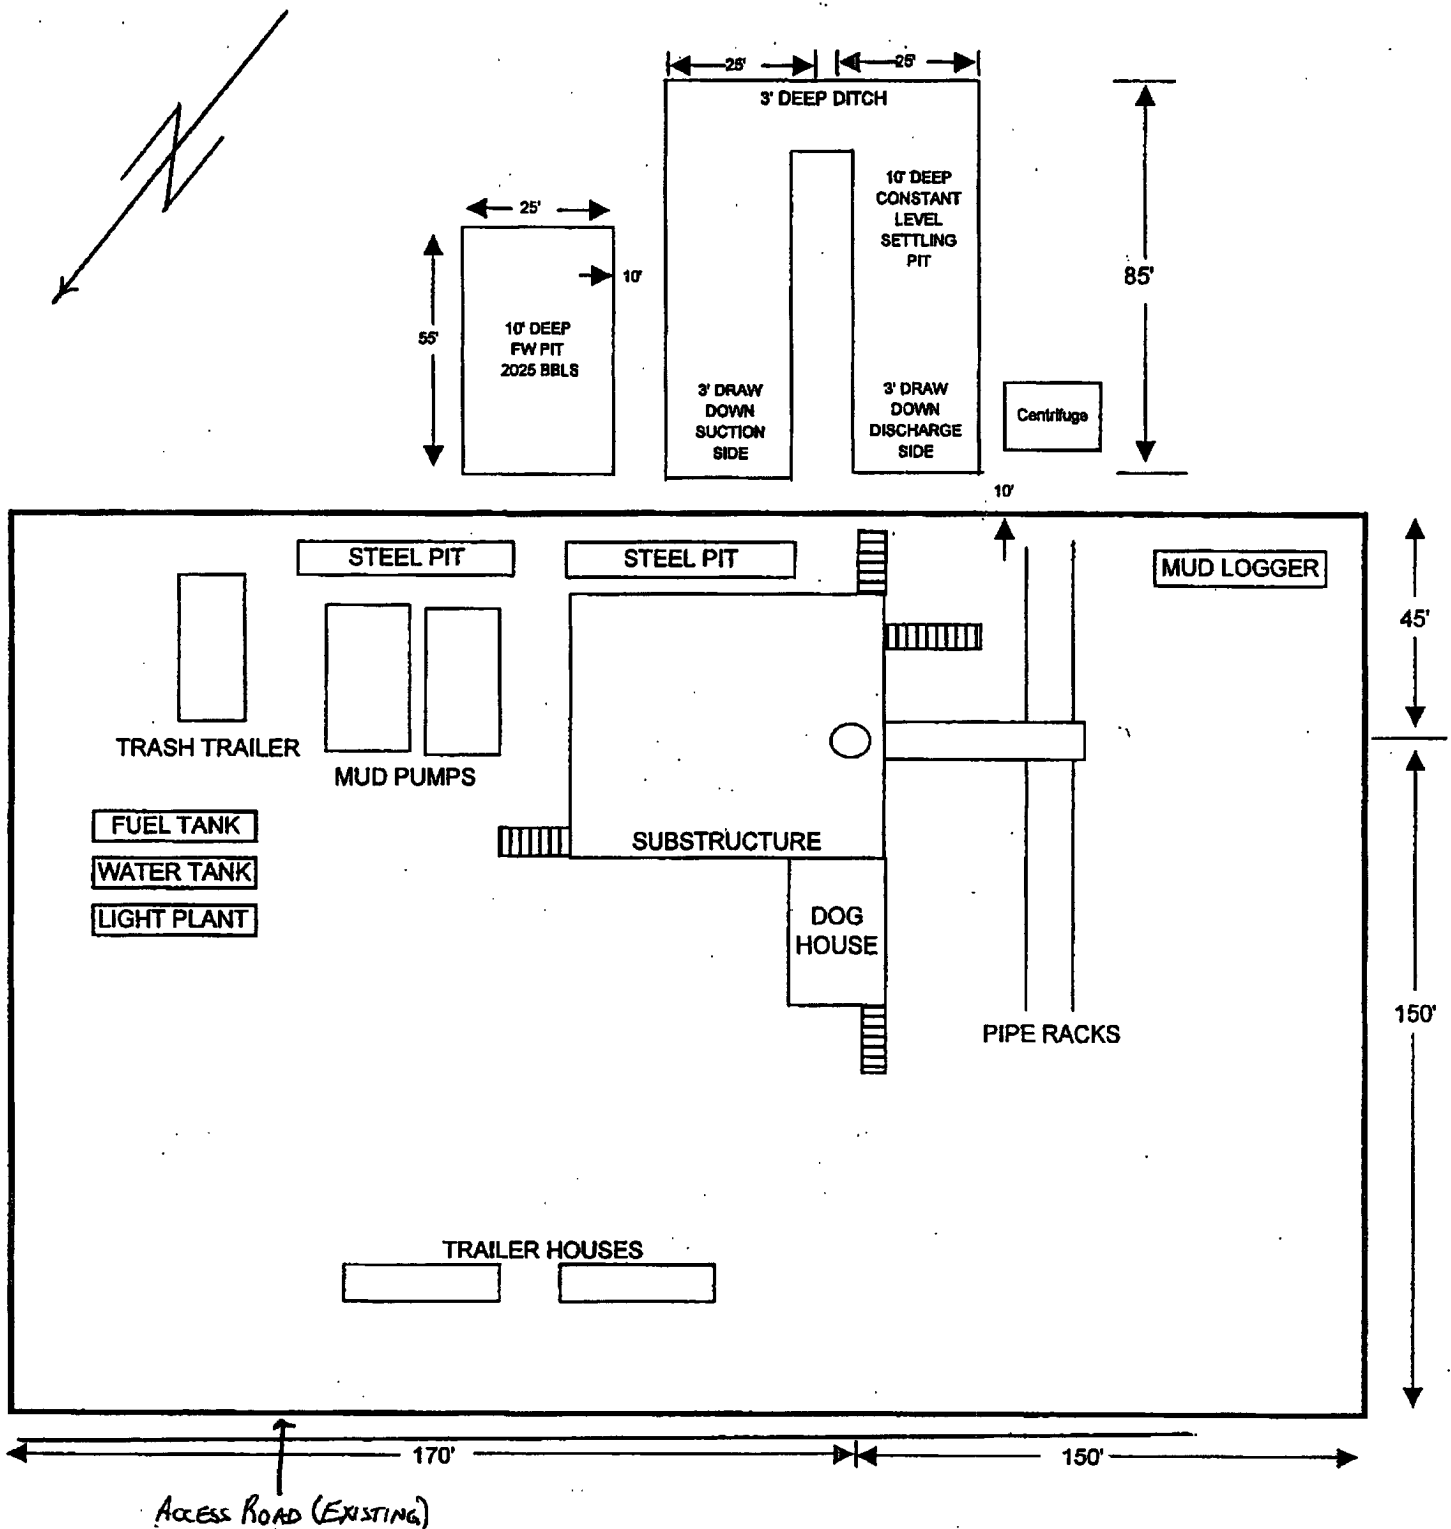 25'
25'
3' DEEP DITCH
10' DEEP
CONSTANT
LEVEL
SETTLING
PIT
85'
25'
10'
55'
10' DEEP
FW PIT
2025 BBLS
3' DRAW
DOWN
SUCTION
SIDE
3' DRAW
DOWN
DISCHARGE
SIDE
Centrifuge
10'
STEEL PIT
STEEL PIT
MUD LOGGER
45'
TRASH TRAILER
MUD PUMPS
FUEL TANK
WATER TANK
LIGHT PLANT
SUBSTRUCTURE
DOG
HOUSE
PIPE RACKS
150'
TRAILER HOUSES
170'
150'
ACCESS ROAD (EXISTING)